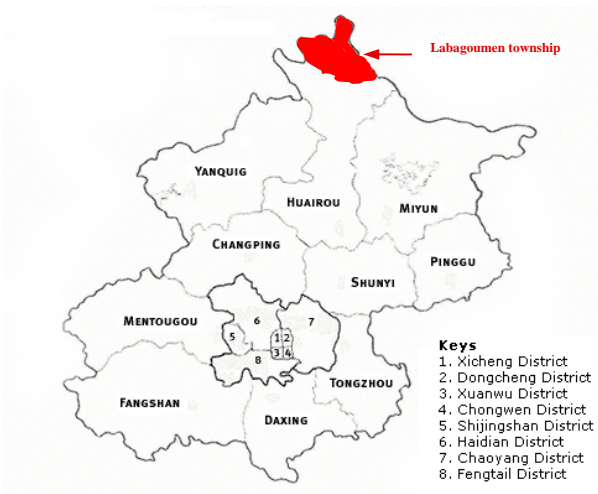 Labagoumen township
YANQUIG
HUAIROU
MIYUN
CHANGPING
PINGGU
SHUNYI
MENTOUGOU
6
7
5
1 2
3 4
8
TONGZHOU
FANGSHAN
DAXING
Keys
1. Xicheng District
2. Dongcheng District
3. Xuanwu District
4. Chongwen District
5. Shijingshan District
6. Haidian District
7. Chaoyang District
8. Fengtail District